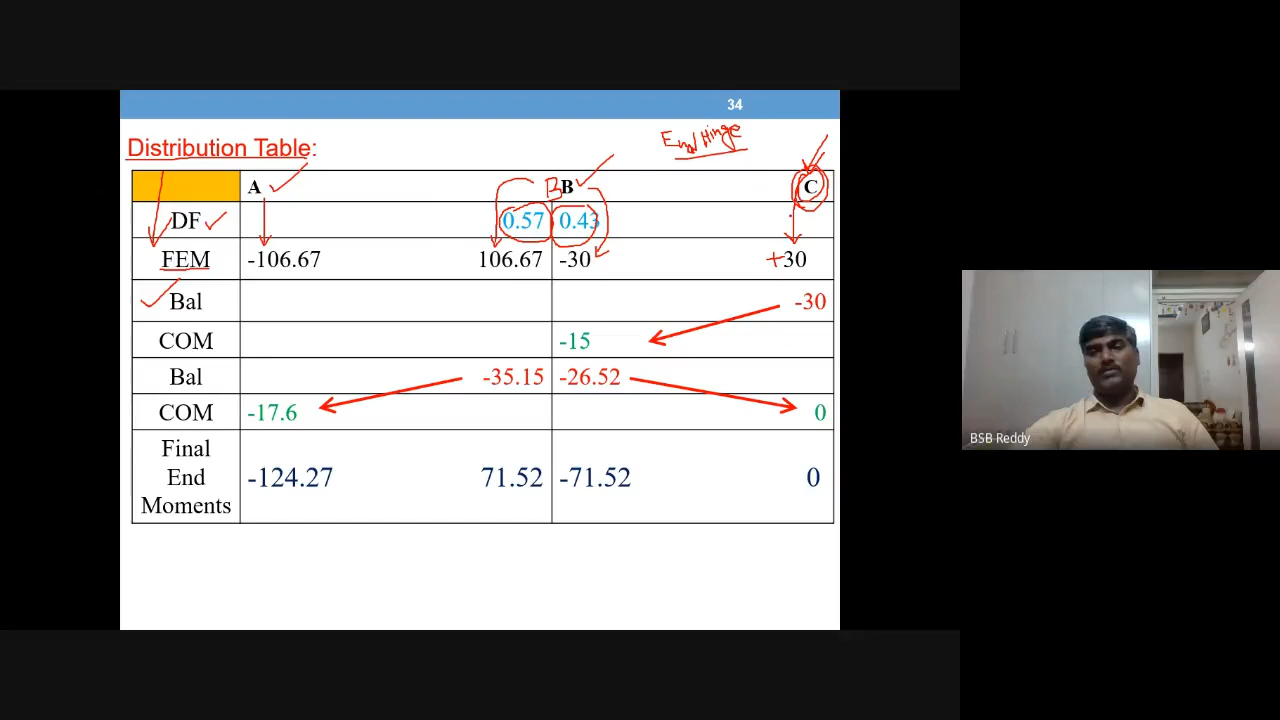 34
End Hinge
Distribution Table:
A B B C
DF 0.57 0.43
FEM -106.67 106.67 -30 +30
Bal -30
COM -15
Bal -35.15 -26.52
COM -17.6 0
Final
End
Moments
-124.27 71.52 -71.52 0
BSB Reddy